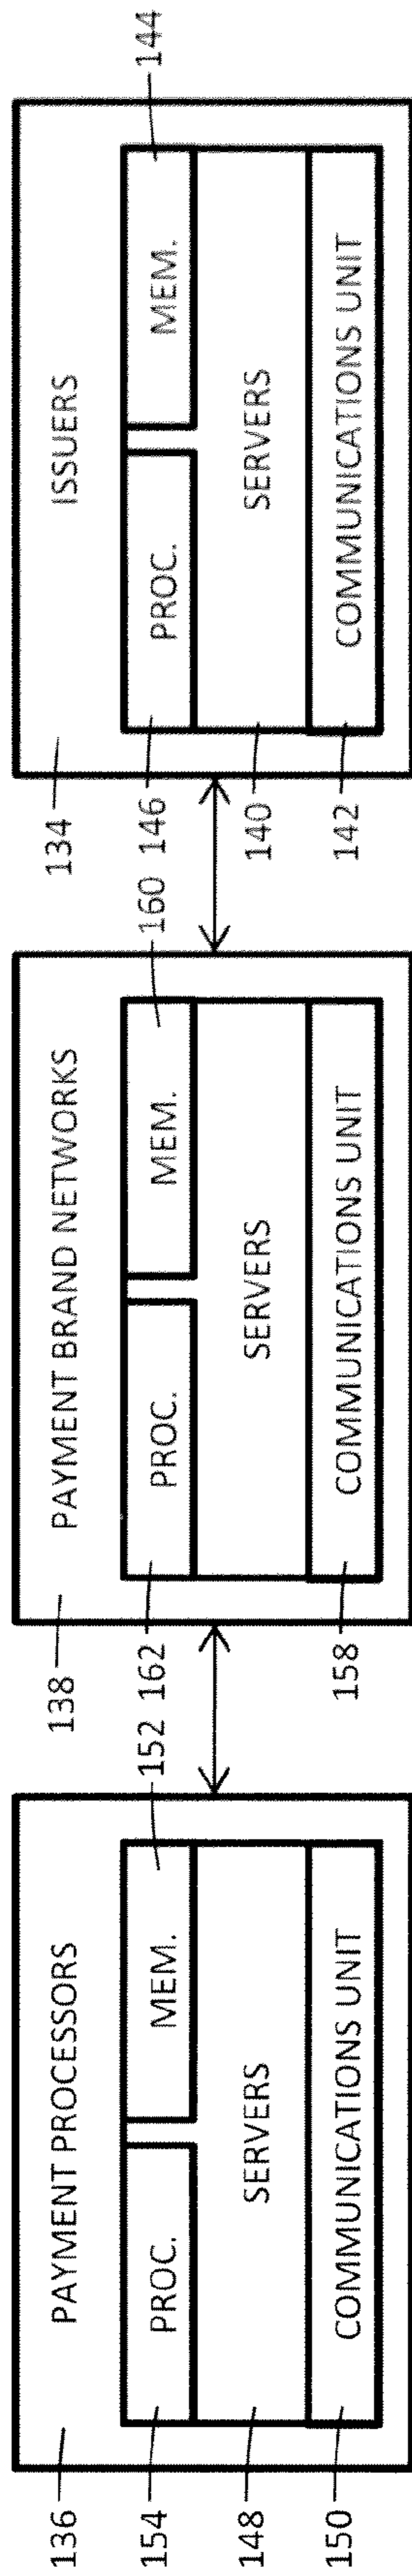 136
PAYMENT PROCESSORS
154
PROC.
MEM.
152
148
SERVERS
150
COMMUNICATIONS UNIT
138
PAYMENT BRAND NETWORKS
162
PROC.
MEM.
160
SERVERS
158
COMMUNICATIONS UNIT
134
ISSUERS
146
PROC.
MEM.
144
140
SERVERS
142
COMMUNICATIONS UNIT